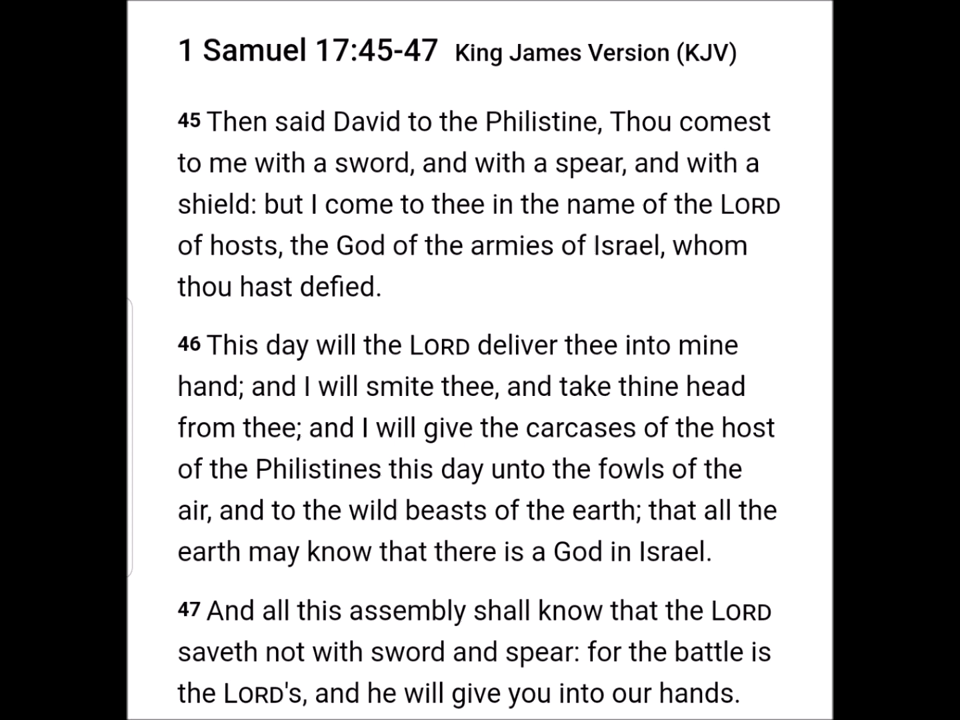 1 Samuel 17:45-47 King James Version (KJV)
45 Then said David to the Philistine, Thou comest
to me with a sword, and with a spear, and with a
shield: but I come to thee in the name of the LORD
of hosts, the God of the armies of Israel, whom
thou hast defied.
46 This day will the LORD deliver thee into mine
hand; and I will smite thee, and take thine head
from thee; and I will give the carcases of the host
of the Philistines this day unto the fowls of the
air, and to the wild beasts of the earth; that all the
earth may know that there is a God in Israel.
47 And all this assembly shall know that the LORD
saveth not with sword and spear: for the battle is
the LORD's, and he will give you into our hands.